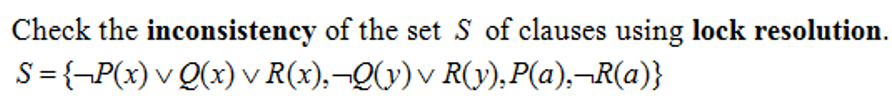 Check the inconsistency of the set S of clauses using lock resolution.
S = {¬P(x) ∨ Q(x) ∨ R(x),¬Q(y) ∨ R(y),P(a),¬R(a)}